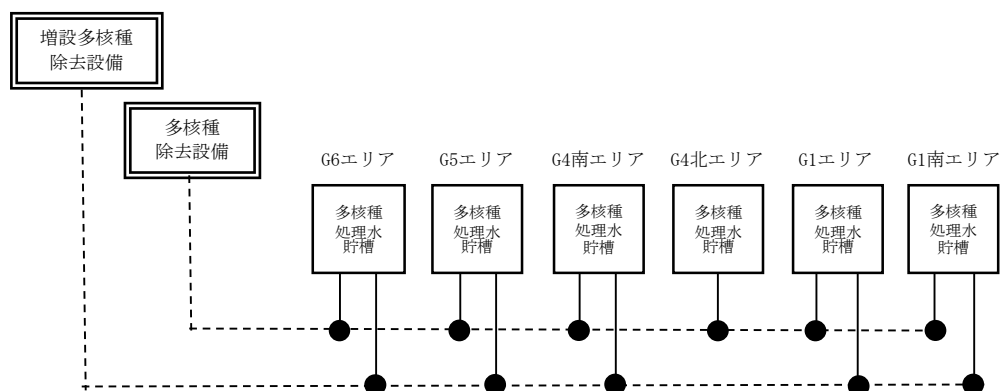 増設多核種
除去設備
多核種
除去設備
G6エリア
G5エリア
G4南エリア
G4北エリア
G1エリア
G1南エリア
多核種
処理水
貯槽
多核種
処理水
貯槽
多核種
処理水
貯槽
多核種
処理水
貯槽
多核種
処理水
貯槽
多核種
処理水
貯槽